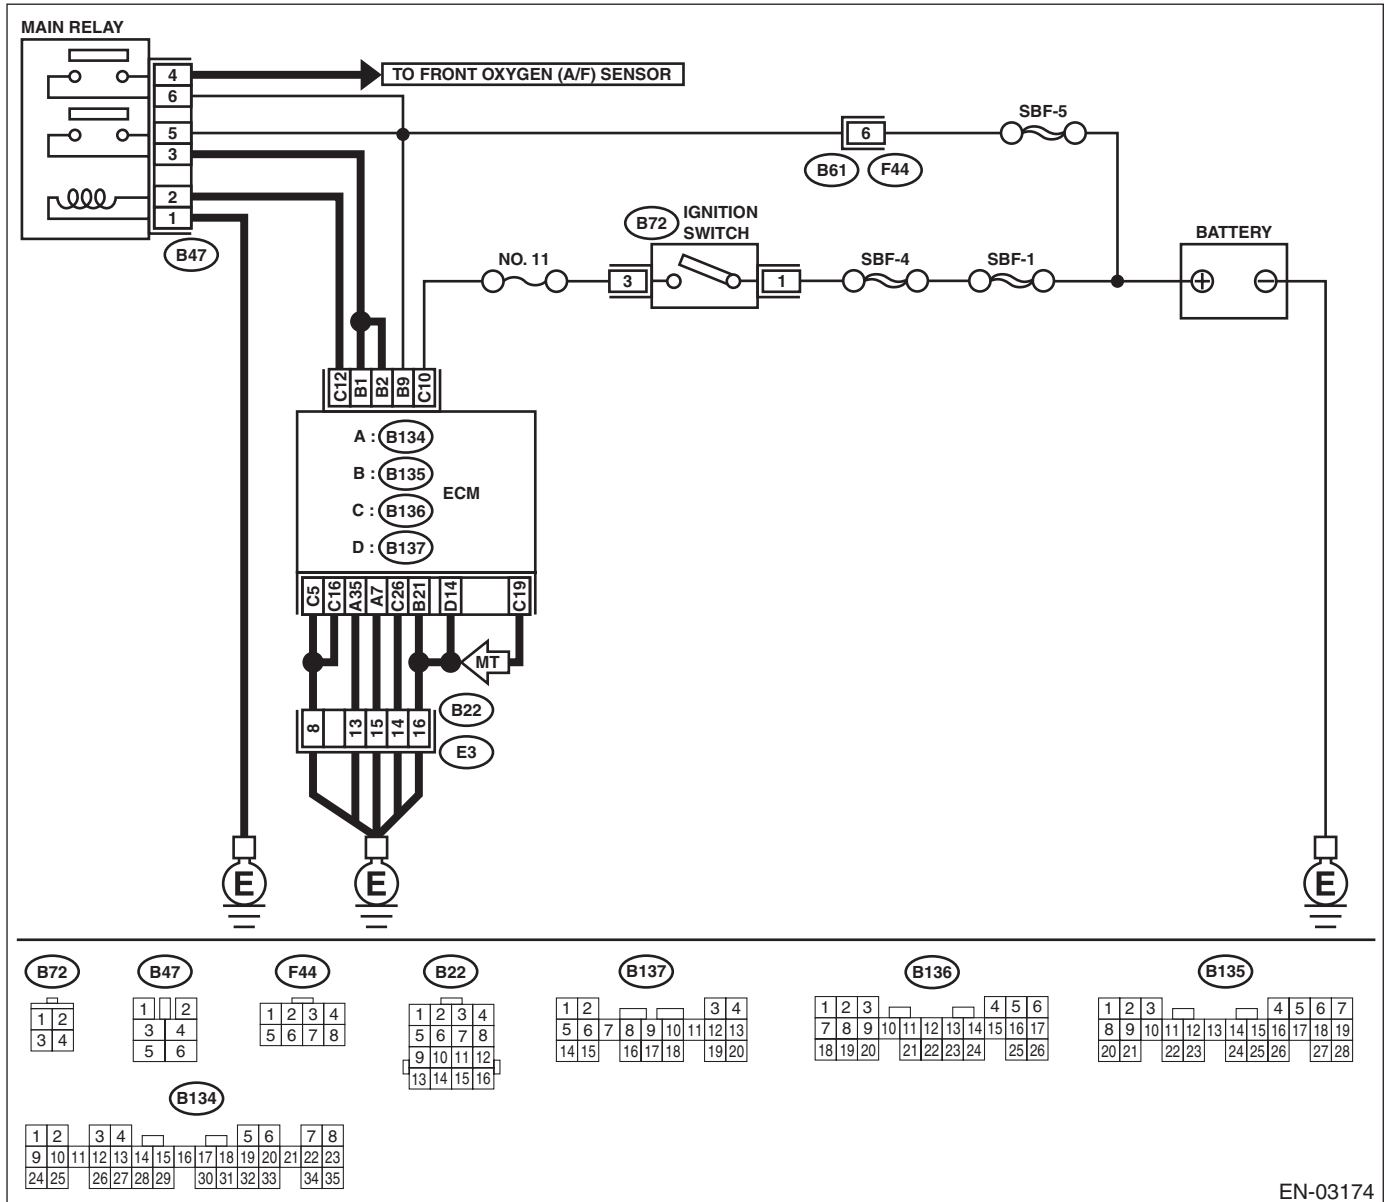 MAIN RELAY
4
6
5
3
2
1
B47
TO FRONT OXYGEN (A/F) SENSOR
SBF-5
6
B61 F44
B72 IGNITION
SWITCH
BATTERY
NO. 11
3
1
SBF-4
SBF-1
+ −
C12 B1 B2 B9 C10
A : B134
B : B135
ECM
C : B136
D : B137
C5 C16 A35 A7 C26 B21 D14 C19
MT
B22
8 13 15 14 16
E3
E E E
B72
1 2
3 4
B47
1 2
3 4
5 6
F44
1 2 3 4
5 6 7 8
B22
1 2 3 4
5 6 7 8
9 10 11 12
13 14 15 16
B137
1 2 3 4
5 6 7 8 9 10 11 12 13
14 15 16 17 18 19 20
B136
1 2 3 4 5 6
7 8 9 10 11 12 13 14 15 16 17
18 19 20 21 22 23 24 25 26
B135
1 2 3 4 5 6 7
8 9 10 11 12 13 14 15 16 17 18 19
20 21 22 23 24 25 26 27 28
B134
1 2 3 4 5 6 7 8
9 10 11 12 13 14 15 16 17 18 19 20 21 22 23
24 25 26 27 28 29 30 31 32 33 34 35
EN-03174